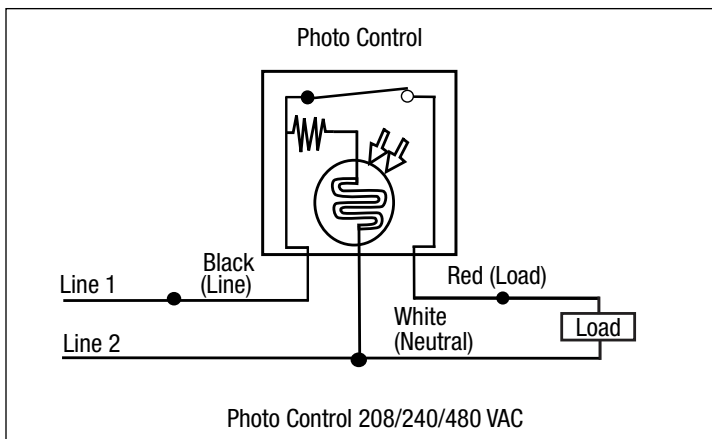 Photo Control
Black
(Line)
Line 1
Red (Load)
White
(Neutral)
Load
Line 2
Photo Control 208/240/480 VAC